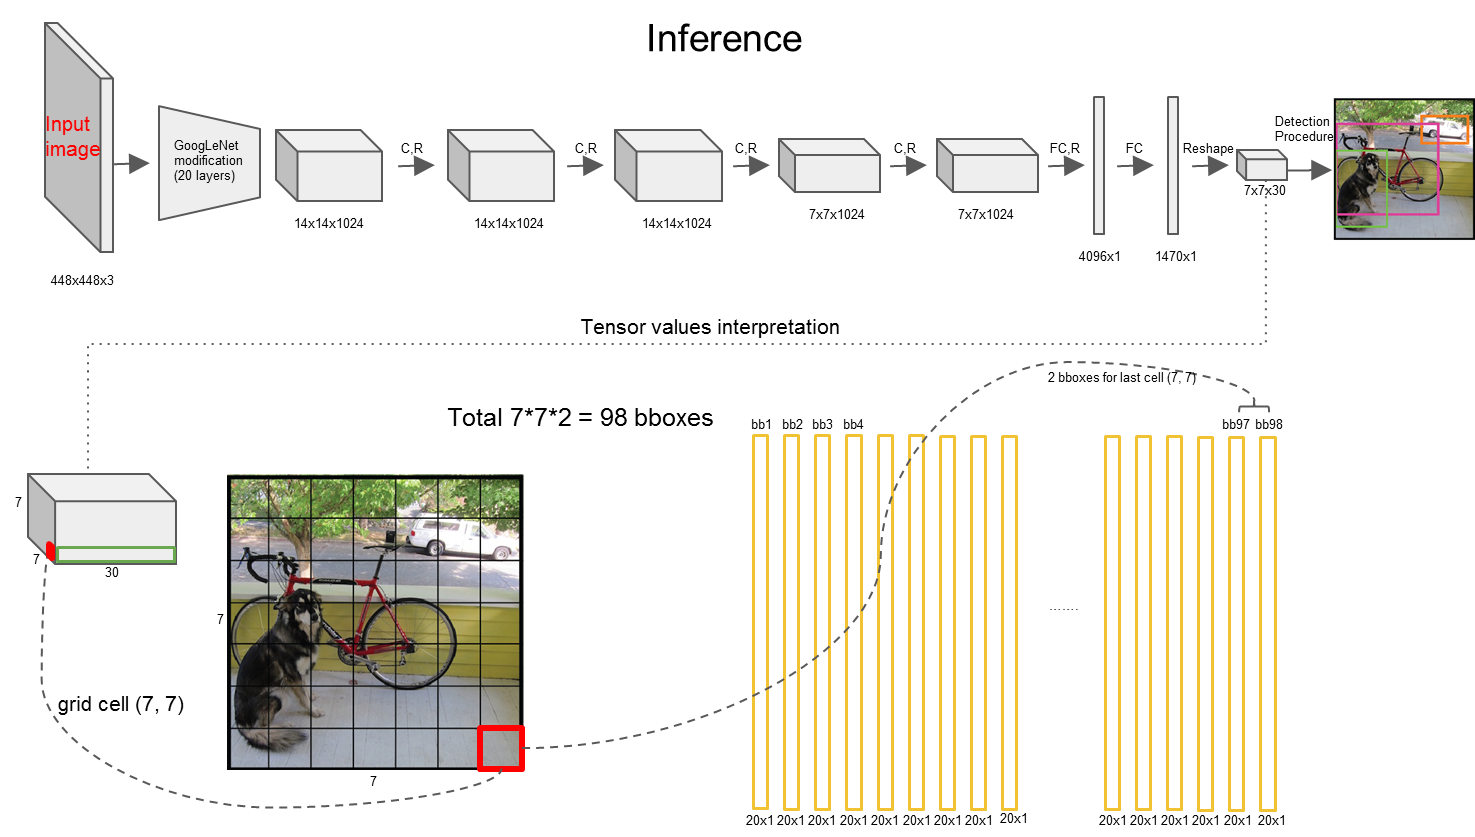 Inference
Input
image
448x448x3
GoogLeNet
modification
(20 layers)
14x14x1024
C,R
14x14x1024
C,R
14x14x1024
C,R
7x7x1024
C,R
7x7x1024
FC,R
4096x1
FC
1470x1
Reshape
7x7x30
Detection
Procedure
Tensor values interpretation
2 bboxes for last cell (7, 7)
Total 7*7*2 = 98 bboxes
bb1 bb2 bb3 bb4 bb97 bb98
7
7
30
7
7
grid cell (7, 7)
.......
20x1 20x1 20x1 20x1 20x1 20x1 20x1 20x1 20x1 20x1 20x1 20x1 20x1 20x1 20x1